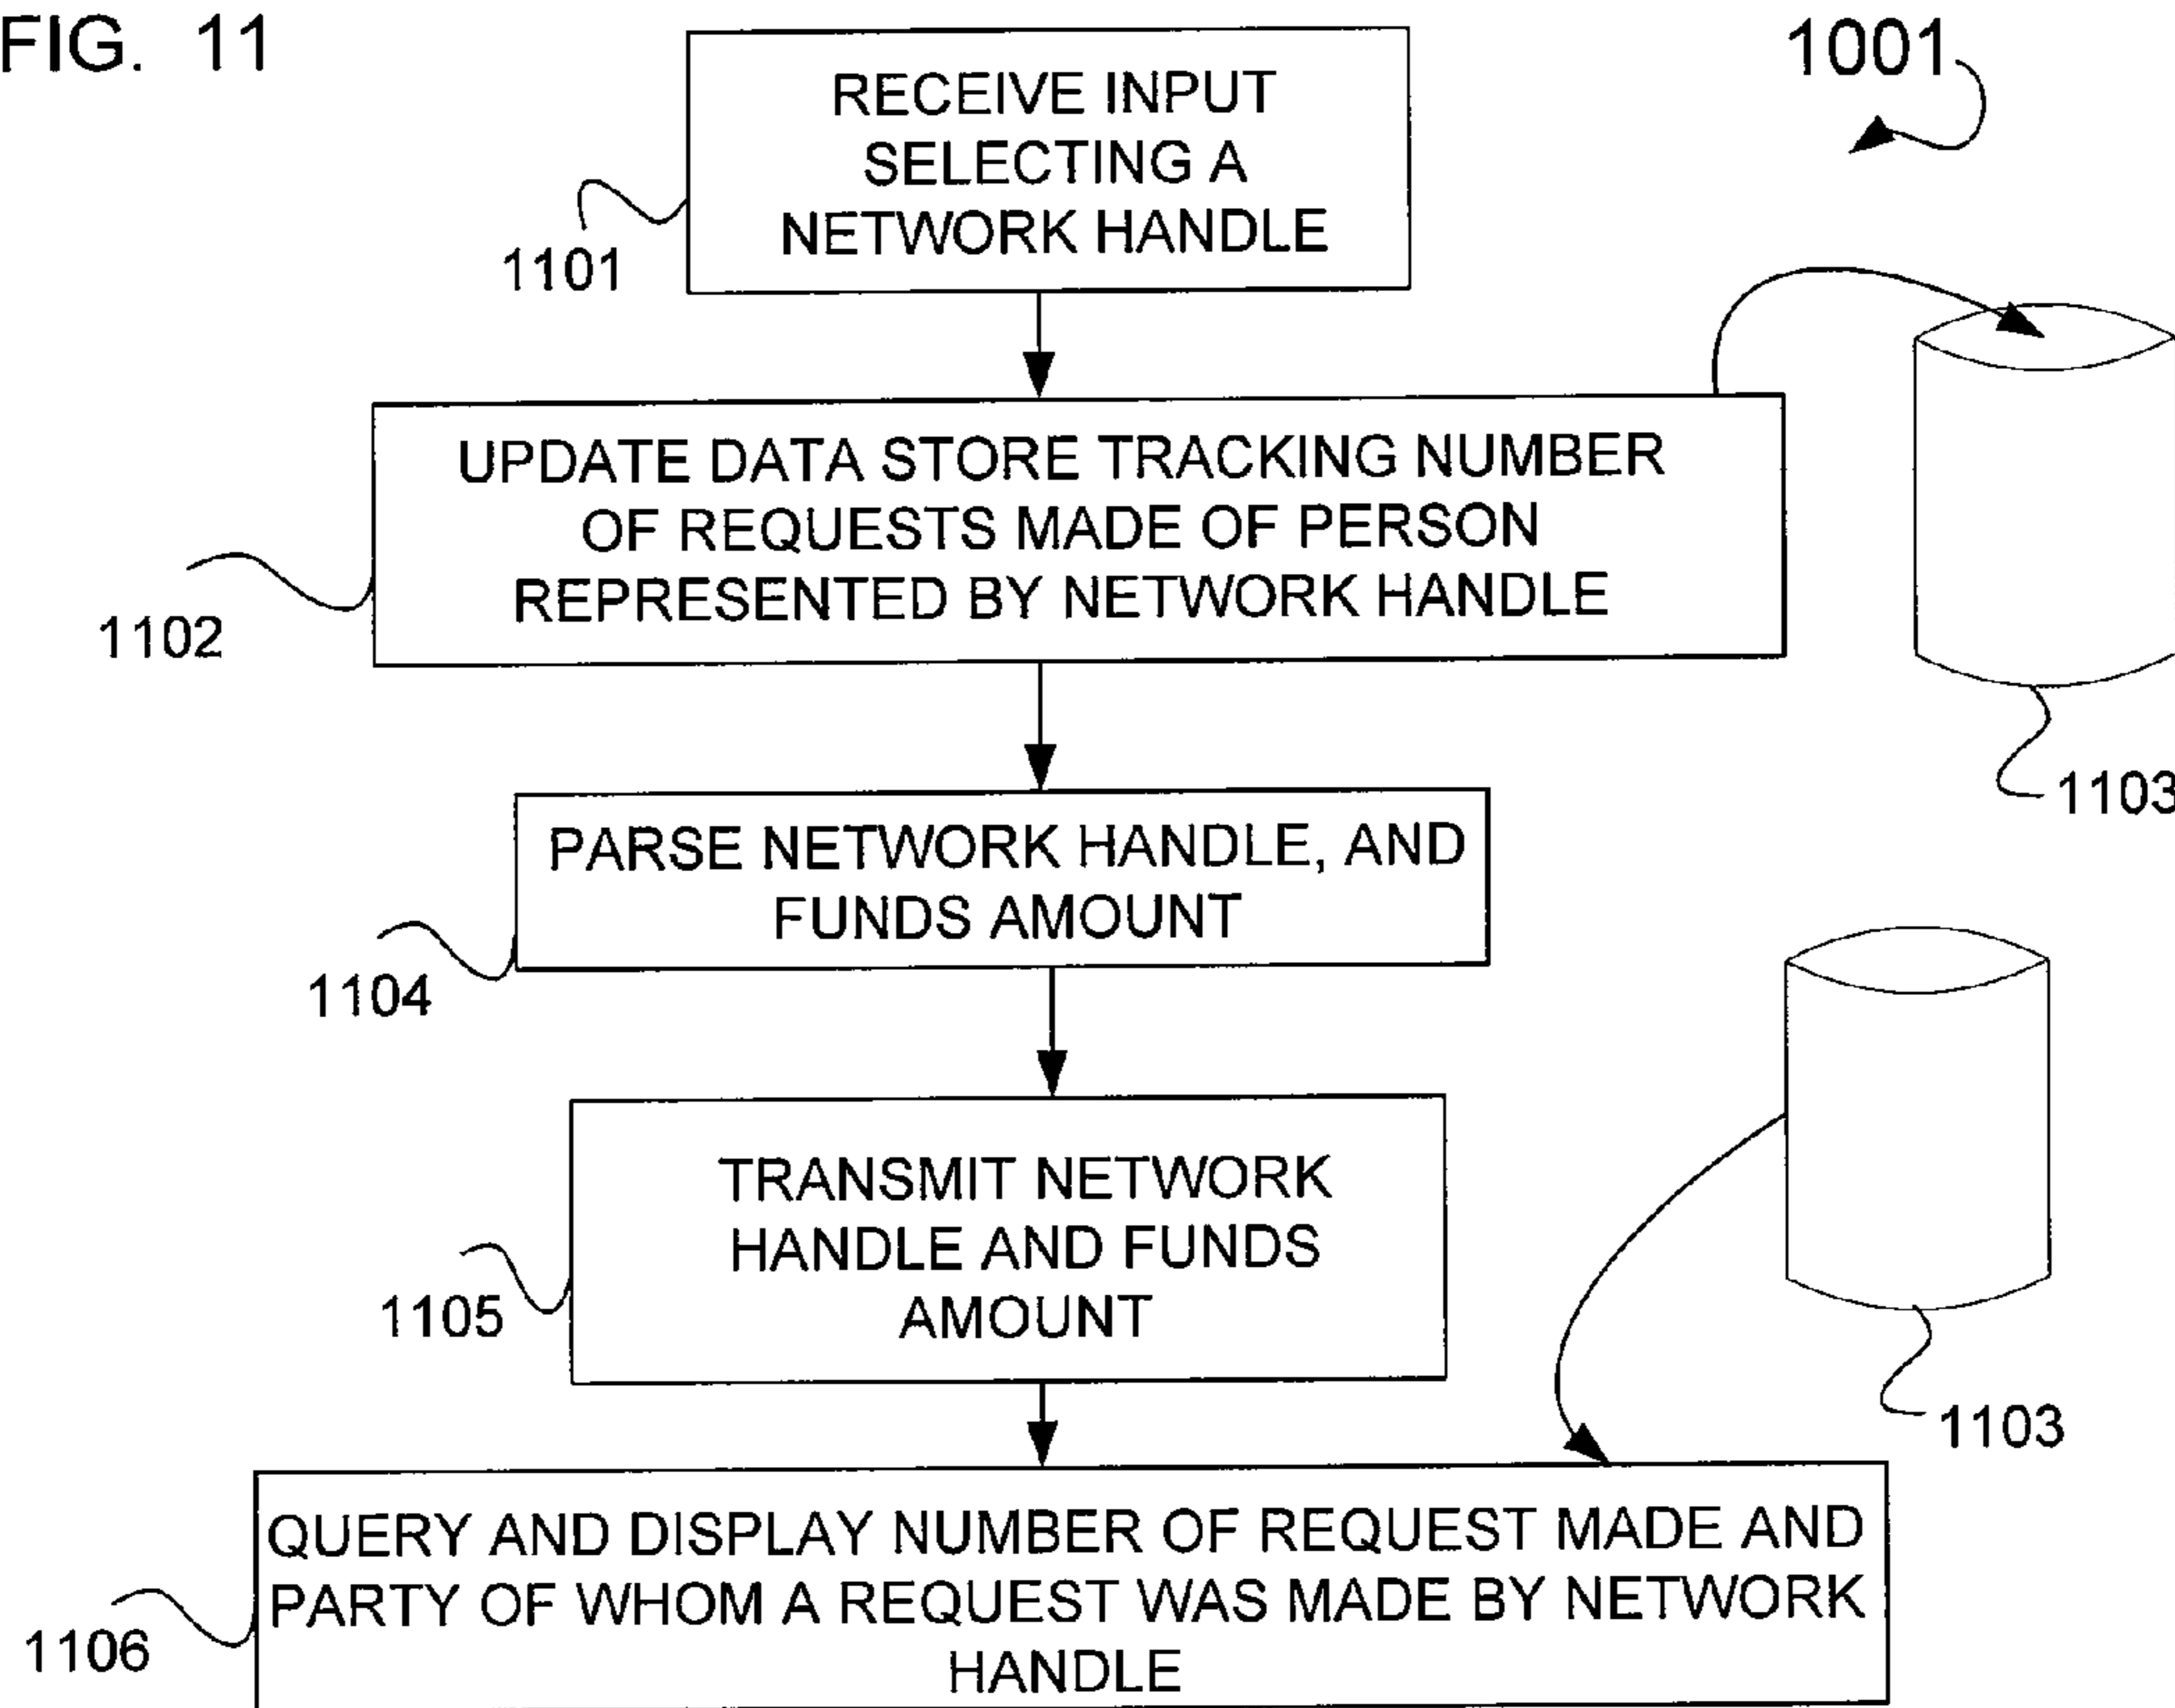 FIG. 11
1001
RECEIVE INPUT
SELECTING A
NETWORK HANDLE
1101
UPDATE DATA STORE TRACKING NUMBER
OF REQUESTS MADE OF PERSON
REPRESENTED BY NETWORK HANDLE
1102
1103
PARSE NETWORK HANDLE, AND
FUNDS AMOUNT
1104
TRANSMIT NETWORK
HANDLE AND FUNDS
AMOUNT
1105
1103
QUERY AND DISPLAY NUMBER OF REQUEST MADE AND
PARTY OF WHOM A REQUEST WAS MADE BY NETWORK
HANDLE
1106